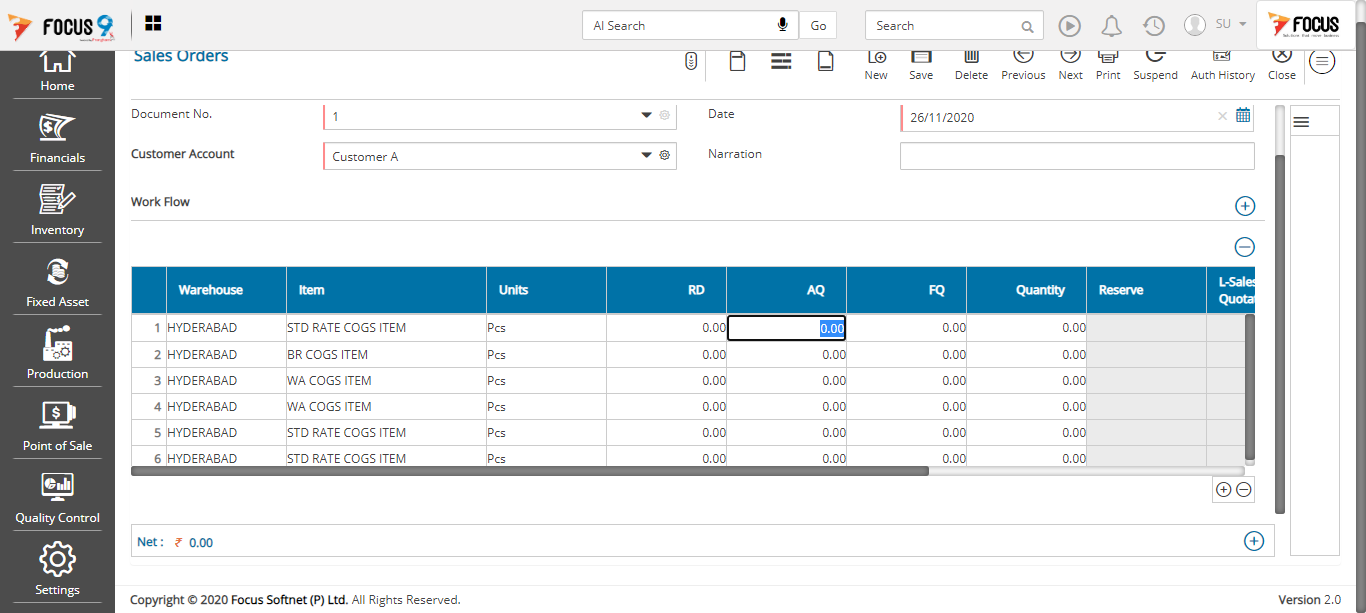 FOCUS 9
AI Search
Go
Search
SU
FOCUS
Sales Orders
New
Save
Delete
Previous
Next
Print
Suspend
Auth History
Close
Home
Financials
Inventory
Fixed Asset
Production
Point of Sale
Quality Control
Settings
Document No.
1
Date
26/11/2020
Customer Account
Customer A
Narration
Work Flow
Warehouse Item Units RD AQ FQ Quantity Reserve L-Sales
1 HYDERABAD STD RATE COGS ITEM Pcs 0.00 0.00 0.00 0.00
2 HYDERABAD BR COGS ITEM Pcs 0.00 0.00 0.00 0.00
3 HYDERABAD WA COGS ITEM Pcs 0.00 0.00 0.00 0.00
4 HYDERABAD WA COGS ITEM Pcs 0.00 0.00 0.00 0.00
5 HYDERABAD STD RATE COGS ITEM Pcs 0.00 0.00 0.00 0.00
6 HYDERABAD STD RATE COGS ITEM Pcs 0.00 0.00 0.00 0.00
Net : ₹ 0.00
Copyright © 2020 Focus Softnet (P) Ltd. All Rights Reserved.
Version 2.0